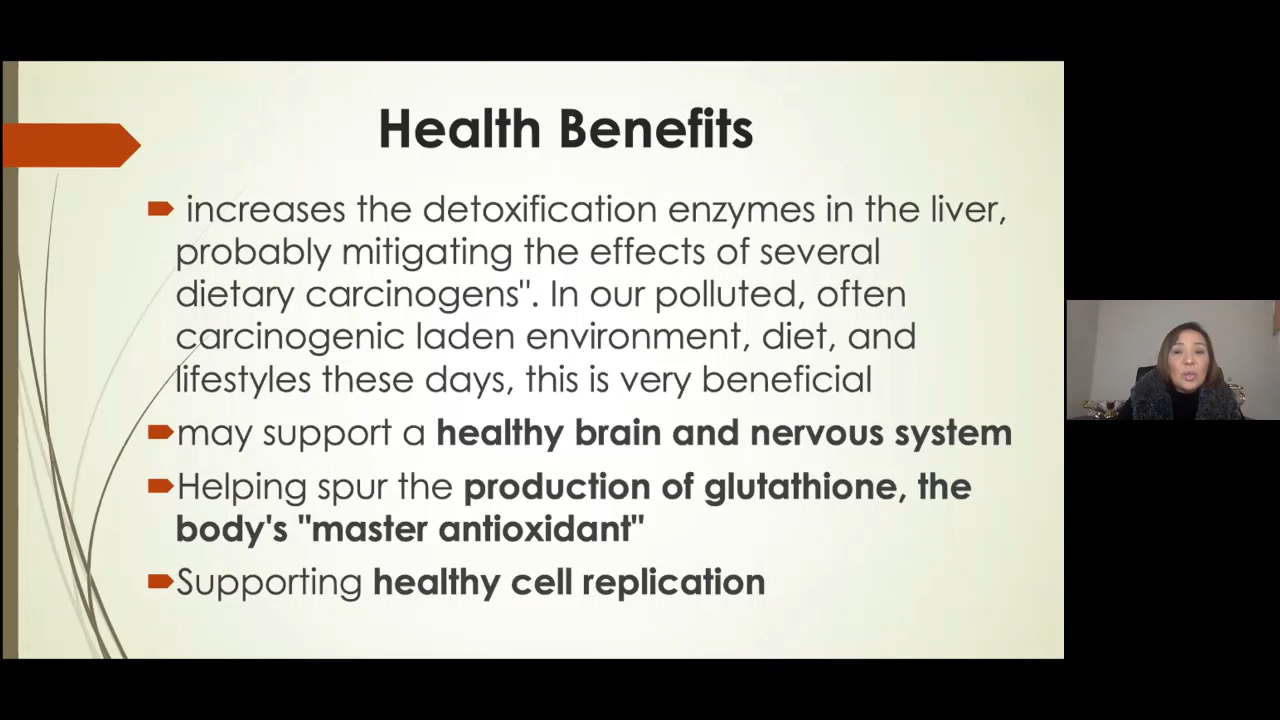 Health Benefits
increases the detoxification enzymes in the liver,
probably mitigating the effects of several
dietary carcinogens". In our polluted, often
carcinogenic laden environment, diet, and
lifestyles these days, this is very beneficial
may support a healthy brain and nervous system
Helping spur the production of glutathione, the
body's "master antioxidant"
Supporting healthy cell replication